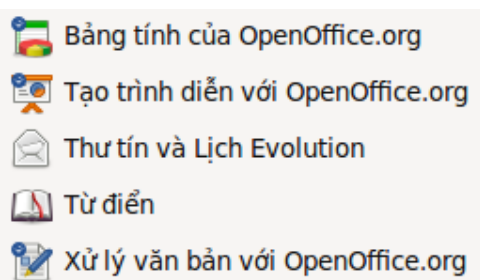 Bảng tính của OpenOffice.org
Tạo trình diễn với OpenOffice.org
Thư tín và Lịch Evolution
Từ điển
Xử lý văn bản với OpenOffice.org